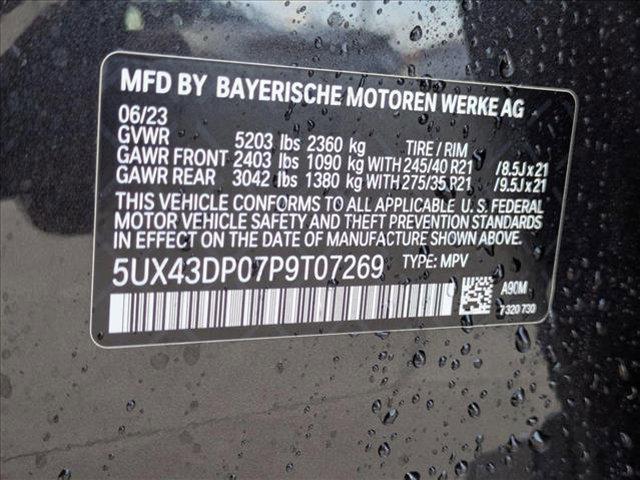 MFD BY BAYERISCHE MOTOREN WERKE AG
06/23
GVWR 5203 lbs 2360 kg TIRE / RIM
GAWR FRONT 2403 lbs 1090 kg WITH 245/40 R21 /8.5Jx21
GAWR REAR 3042 lbs 1380 kg WITH 275/35 R21 /9.5Jx21
THIS VEHICLE CONFORMS TO ALL APPLICABLE U. S. FEDERAL
MOTOR VEHICLE SAFETY AND THEFT PREVENTION STANDARDS
IN EFFECT ON THE DATE OF MANUFACTURE SHOWN ABOVE.
5UX43DP07P9T07269 TYPE: MPV
A90M
7 320 730